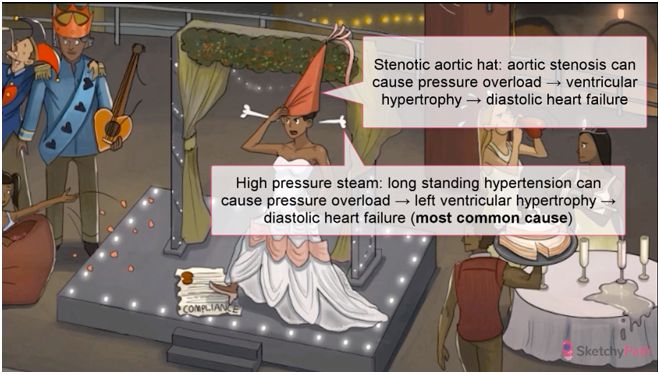 Stenotic aortic hat: aortic stenosis can
cause pressure overload → ventricular
hypertrophy → diastolic heart failure
High pressure steam: long standing hypertension can
cause pressure overload → left ventricular hypertrophy →
diastolic heart failure (most common cause)
COMPLIANCE
SketchyPath